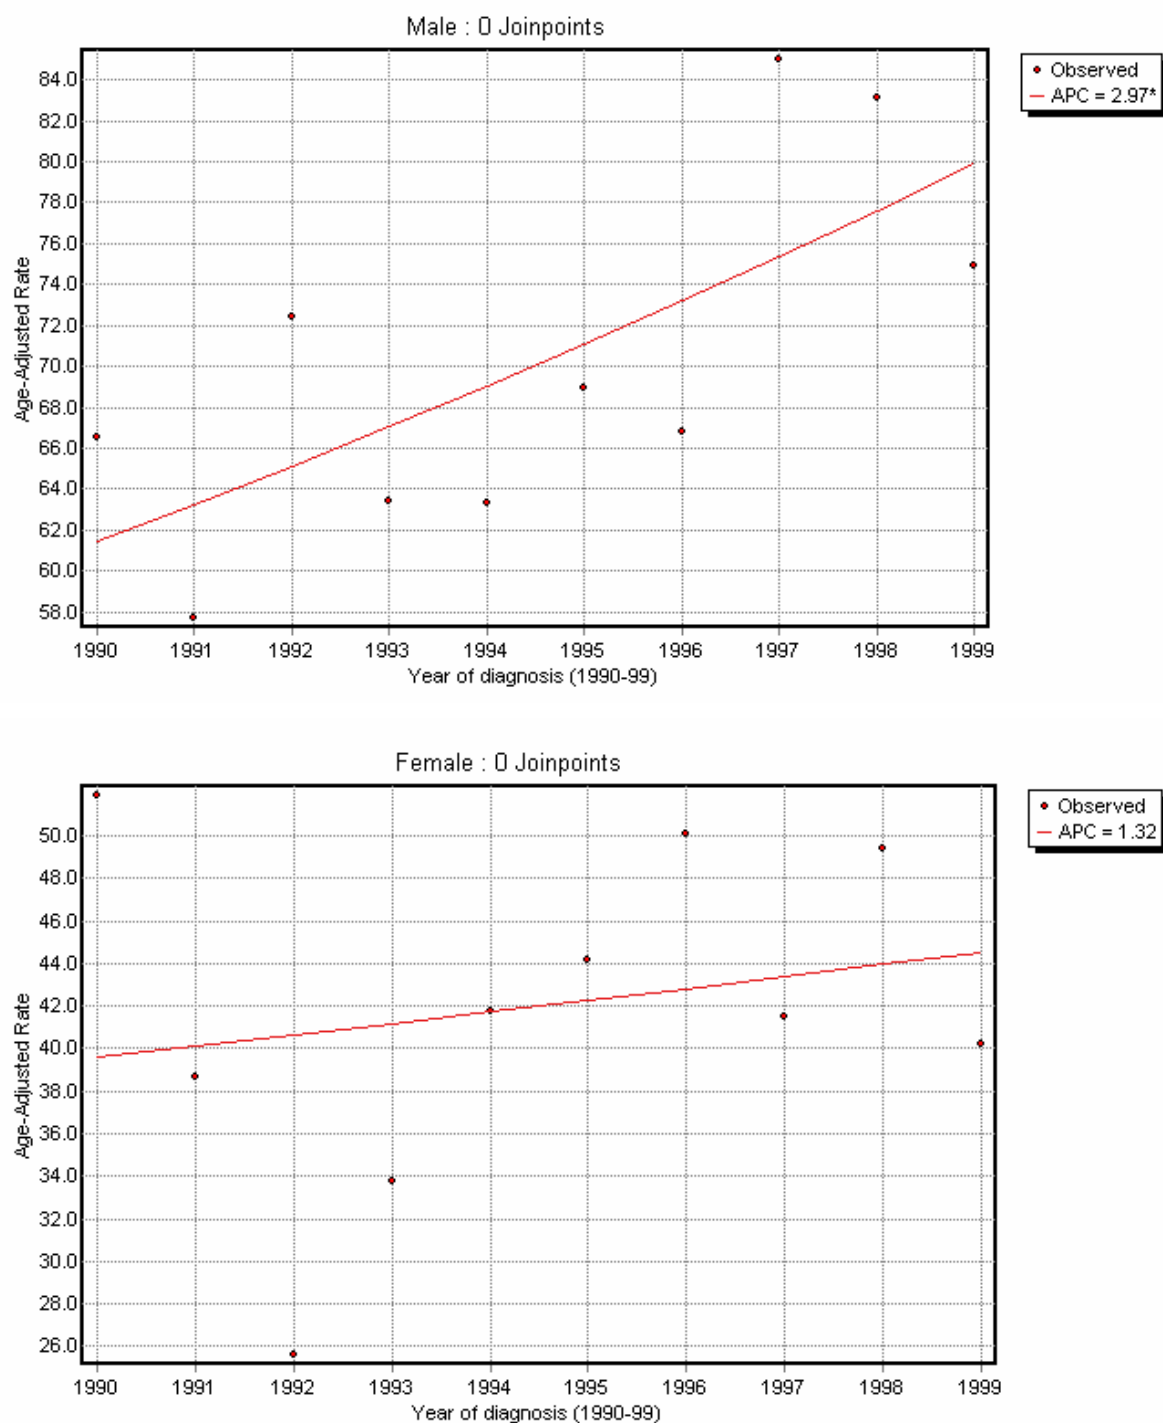 Male : 0 Joinpoints
Observed
APC = 2.97*
84.0
82.0
80.0
78.0
76.0
74.0
72.0
70.0
68.0
66.0
64.0
62.0
60.0
58.0
Age-Adjusted Rate
1990 1991 1992 1993 1994 1995 1996 1997 1998 1999
Year of diagnosis (1990-99)
Female : 0 Joinpoints
Observed
APC = 1.32
50.0
48.0
46.0
44.0
42.0
40.0
38.0
36.0
34.0
32.0
30.0
28.0
26.0
Age-Adjusted Rate
1990 1991 1992 1993 1994 1995 1996 1997 1998 1999
Year of diagnosis (1990-99)